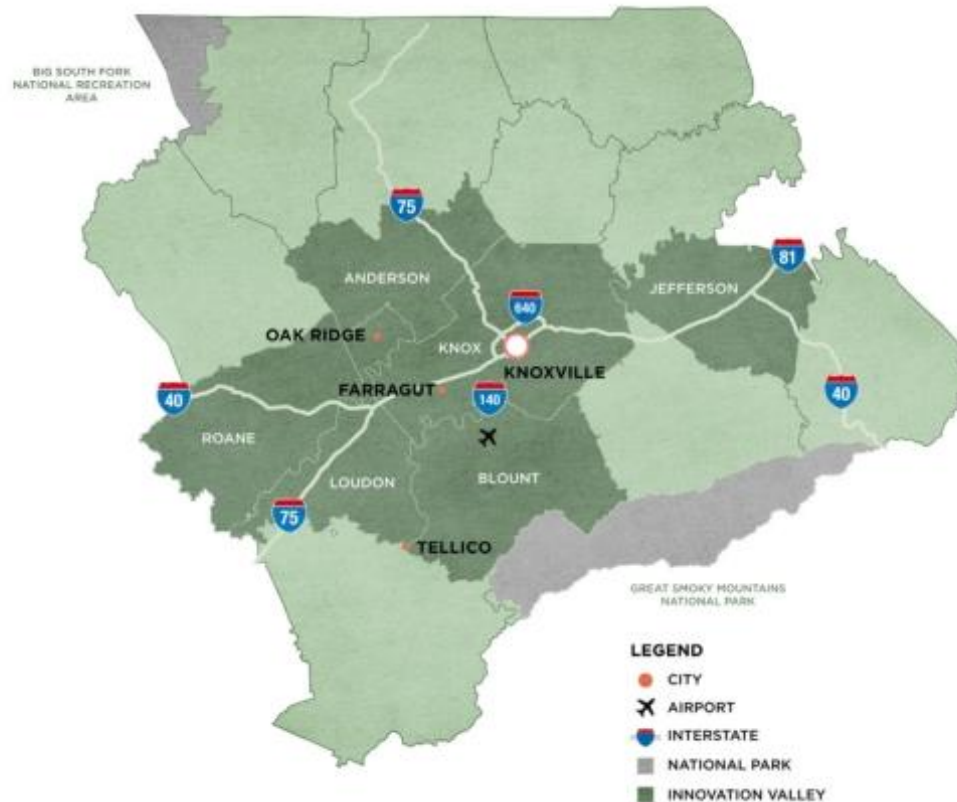 BIG SOUTH FORK
NATIONAL RECREATION
AREA
75
ANDERSON
81
JEFFERSON
640
OAK RIDGE
KNOX
KNOXVILLE
FARRAGUT
40
140
40
ROANE
LOUDON
BLOUNT
75
TELLICO
GREAT SMOKY MOUNTAINS
NATIONAL PARK
LEGEND
CITY
AIRPORT
INTERSTATE
NATIONAL PARK
INNOVATION VALLEY